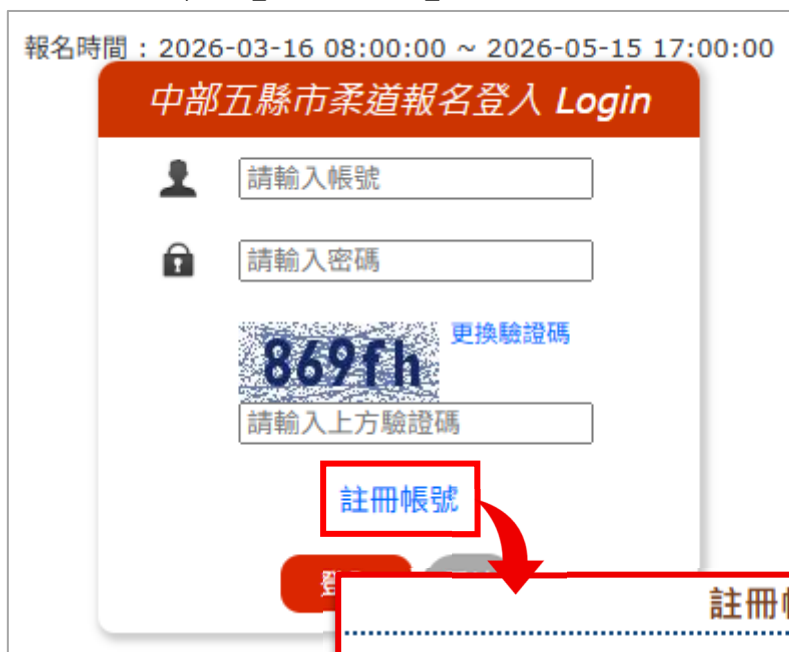 報名時間 : 2026-03-16 08:00:00 ~ 2026-05-15 17:00:00
中部五縣市柔道報名登入 Login
請輸入帳號
請輸入密碼
869fh
更換驗證碼
請輸入上方驗證碼
註冊帳號
註冊